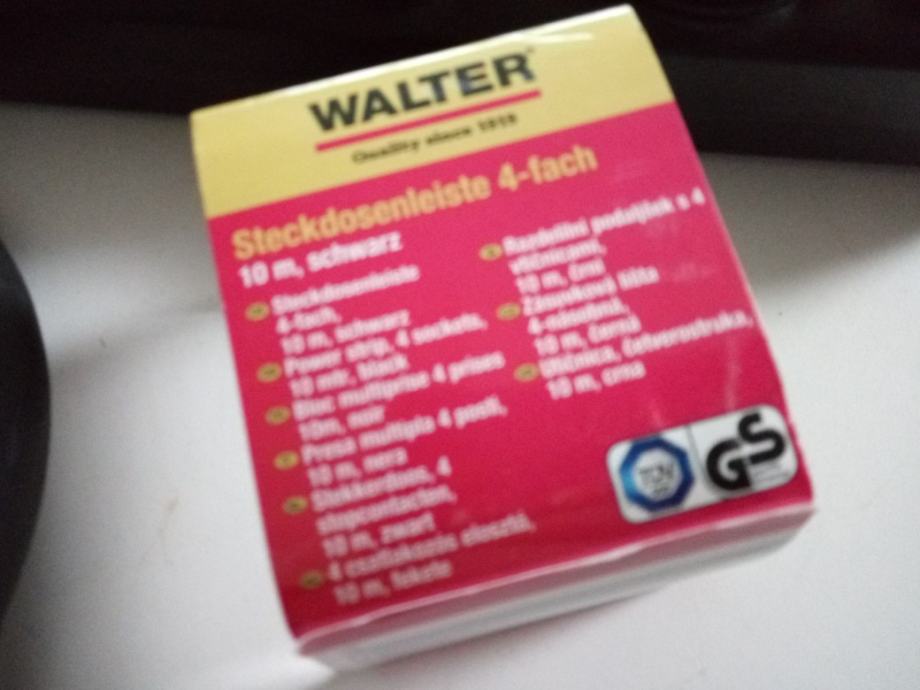 WALTER
Quality since 1919
Steckdosenleiste 4-fach
10 m, schwarz
Steckdosenleiste
4-fach,
10 m, schwarz
Power strip, 4 sockets,
10 mtr, black
Bloc multiprise 4 prises
10m, noir
Presa multipla 4 posti,
10 m, nera
Stekkerdoos, 4
stopcontacten,
10 m, zwart
4 csatlakozós elosztó,
10 m, fekete
Razdelilni podaljšek s 4
vtičnicami,
10 m, črni
Zásuvková lišta
4-násobná,
10 m, černá
Utičnica, četverostruka,
10 m, crna
TÜV
GS